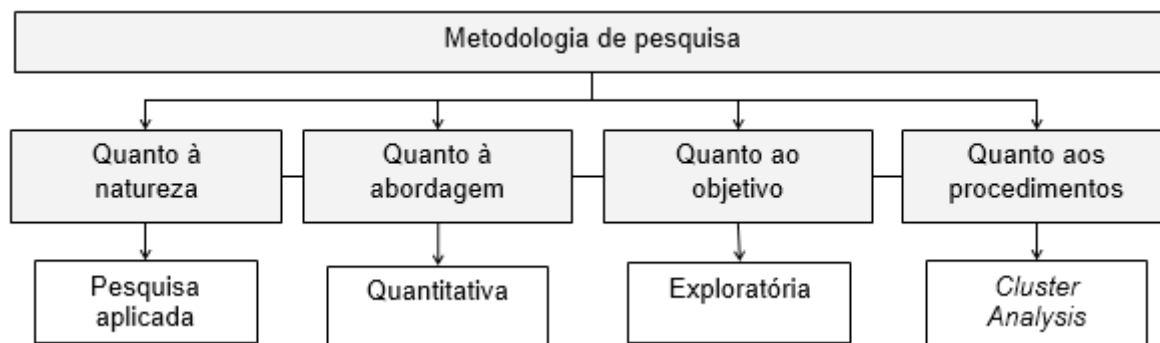 Metodologia de pesquisa
Quanto à
natureza
Quanto à
abordagem
Quanto ao
objetivo
Quanto aos
procedimentos
Pesquisa
aplicada
Quantitativa
Exploratória
Cluster
Analysis